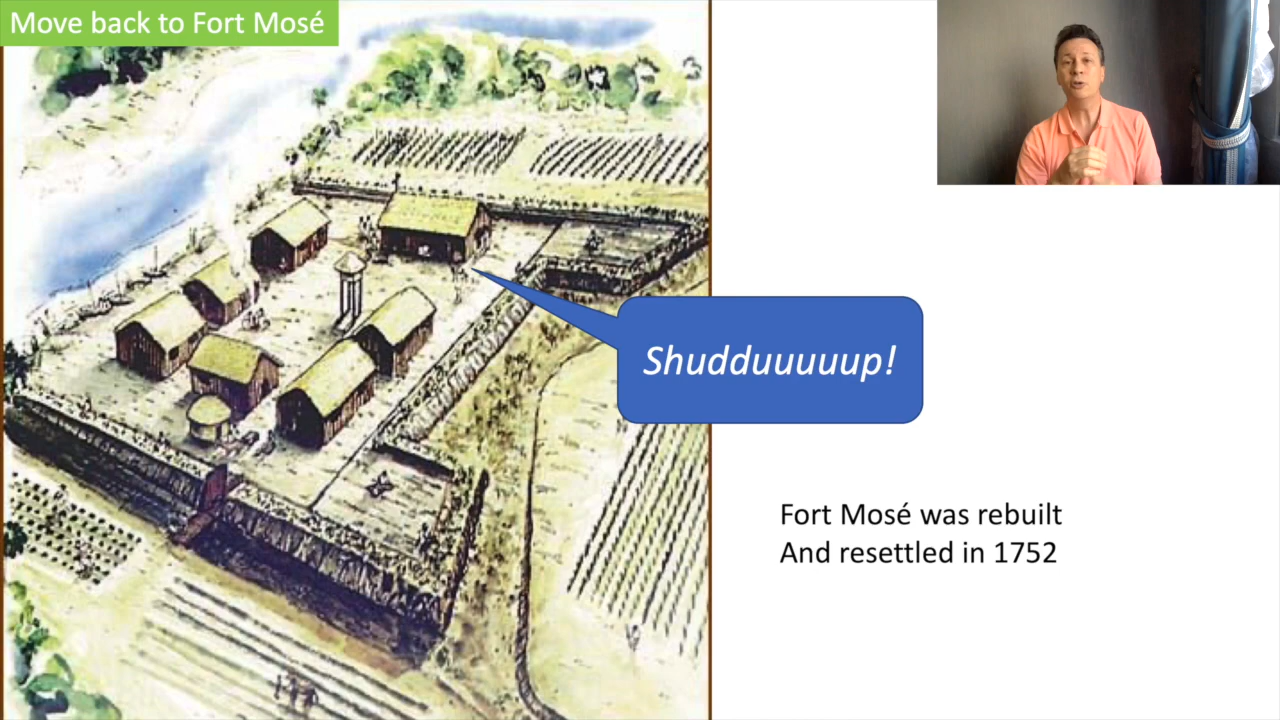 Move back to Fort Mosé
Shudduuuuup!
Fort Mosé was rebuilt
And resettled in 1752